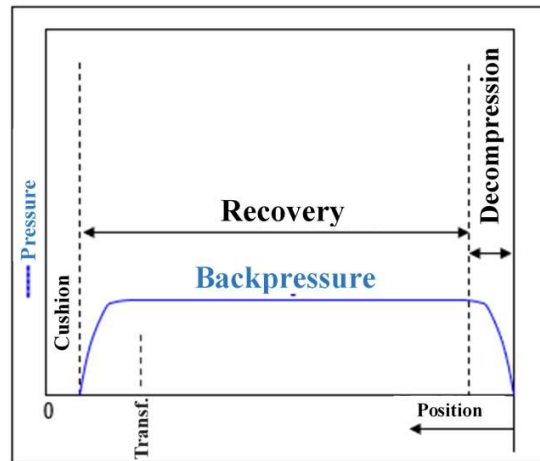 Decompression
Recovery
Pressure
Backpressure
Cushion
0
Transf.
Position